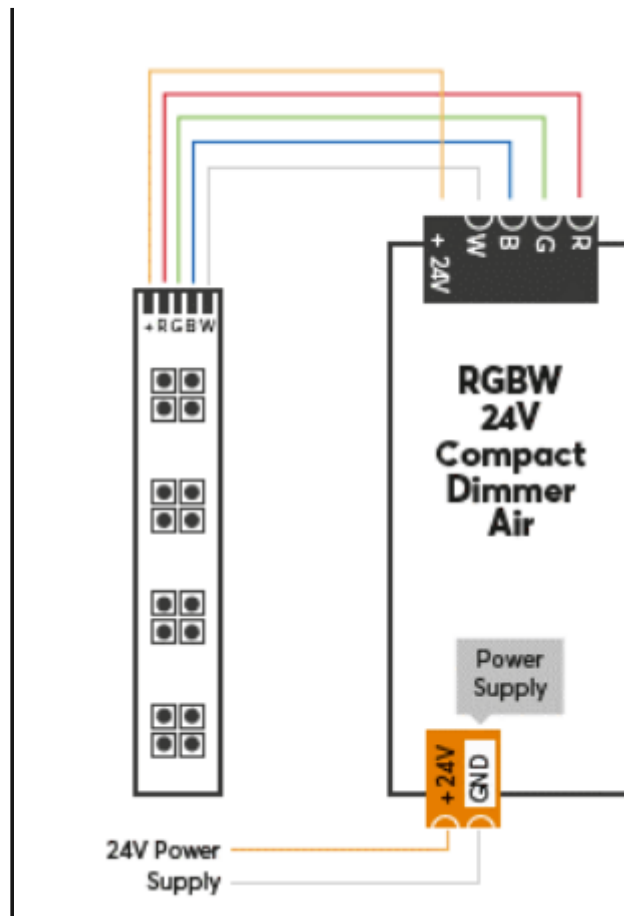 + 24V
W
B
G
R
+RGBW
RGBW
24V
Compact
Dimmer
Air
Power
Supply
+24V
GND
24V Power
Supply